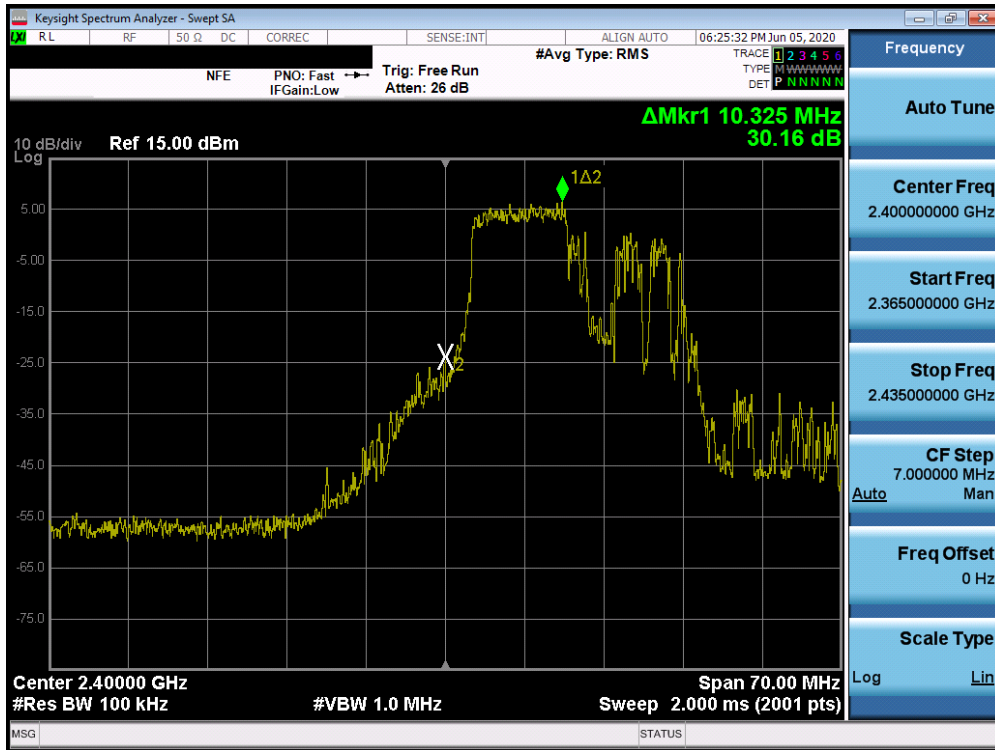 Keysight Spectrum Analyzer - Swept SA
LXI RL RF 50 Ω DC CORREC SENSE:INT ALIGN AUTO 06:25:32 PM Jun 05, 2020
#Avg Type: RMS
TRACE 1 2 3 4 5 6
NFE PNO: Fast Trig: Free Run
TYPE M W W W W W
IFGain:Low Atten: 26 dB
DET P N N N N N
ΔMkr1 10.325 MHz
30.16 dB
10 dB/div Ref 15.00 dBm
Log
1Δ2
5.00
-5.00
-15.0
-25.0
2
-35.0
-45.0
-55.0
-65.0
-75.0
Center 2.40000 GHz Span 70.00 MHz
#Res BW 100 kHz #VBW 1.0 MHz Sweep 2.000 ms (2001 pts)
MSG STATUS
Frequency
Auto Tune
Center Freq
2.400000000 GHz
Start Freq
2.365000000 GHz
Stop Freq
2.435000000 GHz
CF Step
7.000000 MHz
Auto Man
Freq Offset
0 Hz
Scale Type
Log Lin